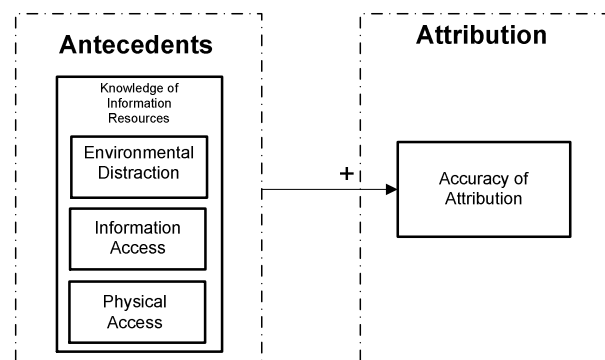 Antecedents
Knowledge of
Information
Resources
Environmental
Distraction
Information
Access
Physical
Access
+
Attribution
Accuracy of
Attribution